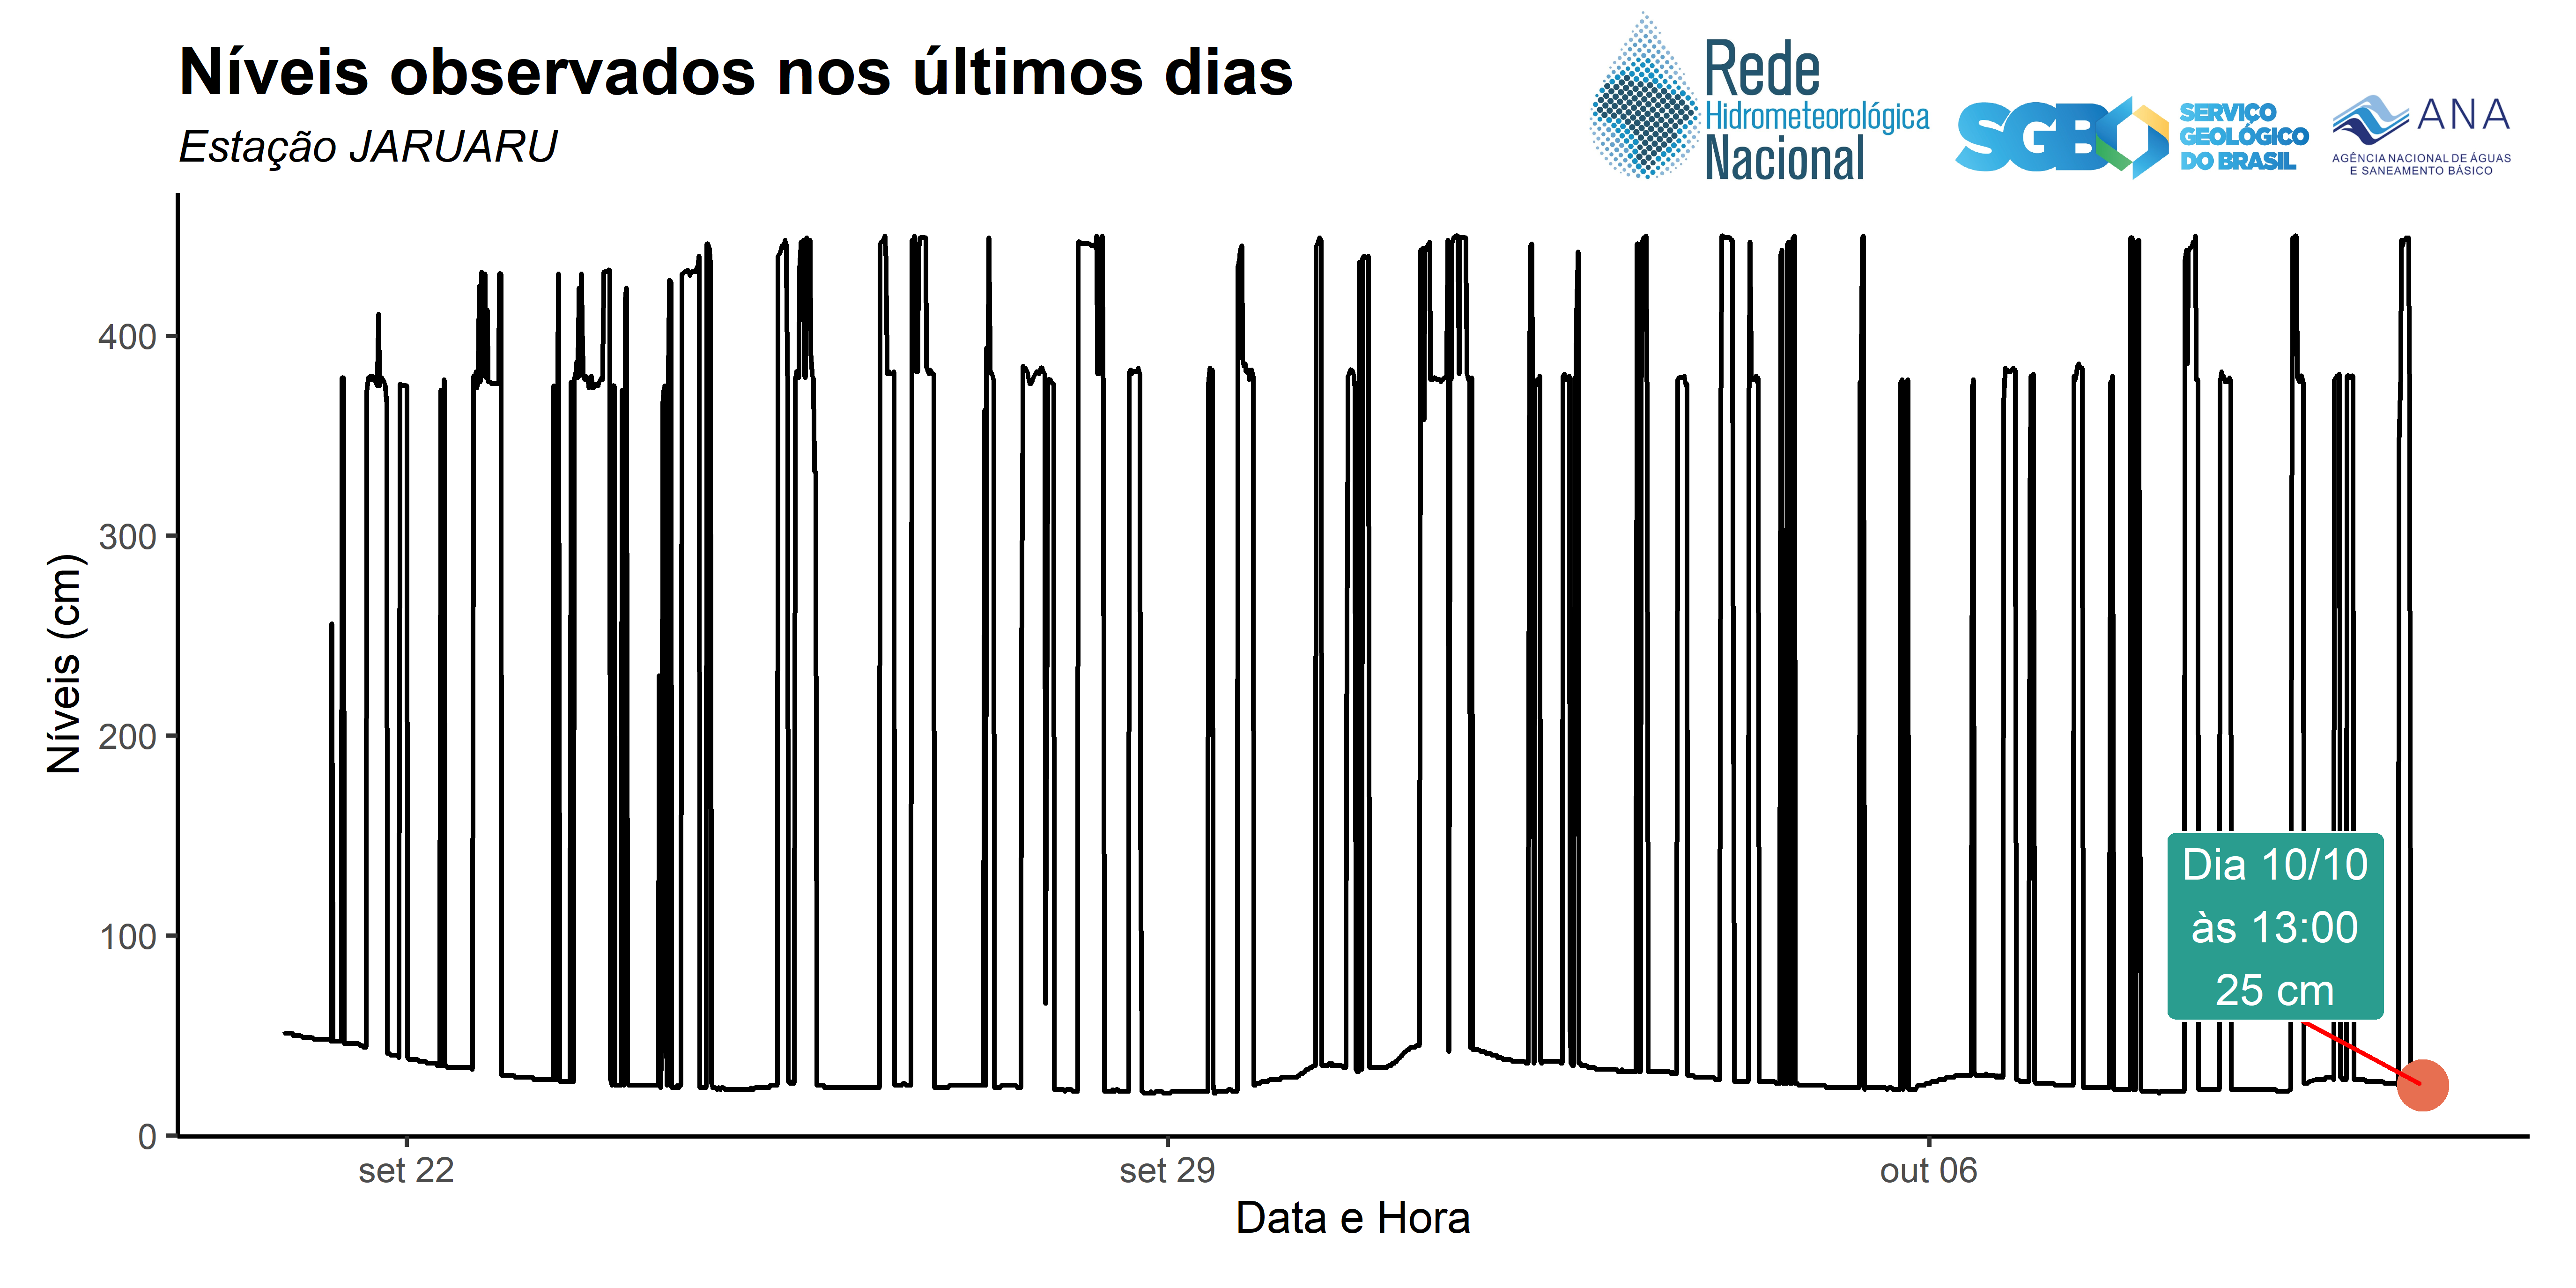 Níveis observados nos últimos dias
Estação JARUARU
Rede
Hidrometeorológica
Nacional
SGB
SERVIÇO
GEOLÓGICO
DO BRASIL
ANA
AGÊNCIA NACIONAL DE ÁGUAS
E SANEAMENTO BÁSICO
Níveis (cm)
400
300
200
100
0
Dia 10/10
às 13:00
25 cm
set 22
set 29
out 06
Data e Hora